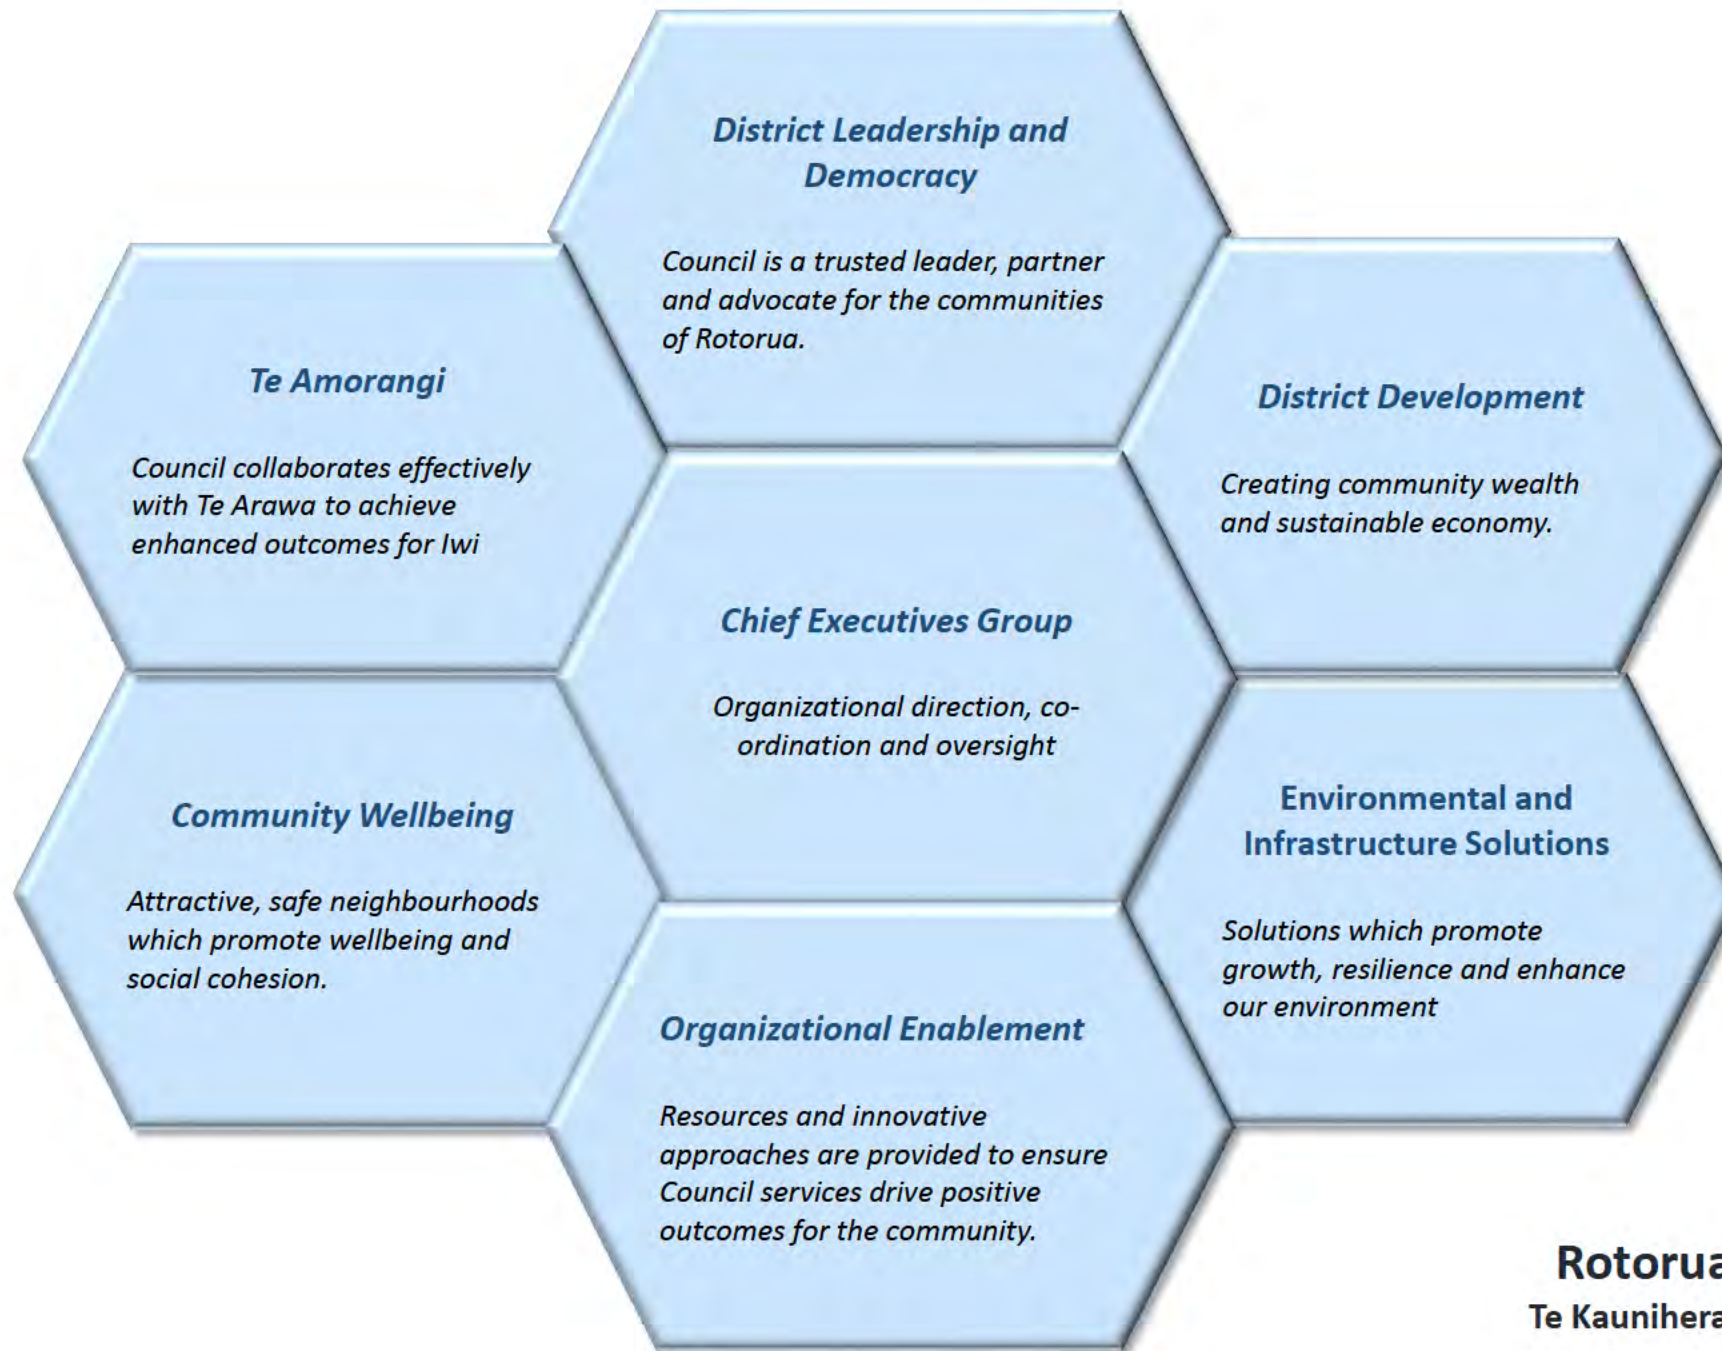 District Leadership and
Democracy
Council is a trusted leader, partner
and advocate for the communities
of Rotorua.
Te Amorangi
Council collaborates effectively
with Te Arawa to achieve
enhanced outcomes for Iwi
District Development
Creating community wealth
and sustainable economy.
Chief Executives Group
Organizational direction, co-
ordination and oversight
Community Wellbeing
Attractive, safe neighbourhoods
which promote wellbeing and
social cohesion.
Environmental and
Infrastructure Solutions
Solutions which promote
growth, resilience and enhance
our environment
Organizational Enablement
Resources and innovative
approaches are provided to ensure
Council services drive positive
outcomes for the community.
Rotorua
Te Kaunihera